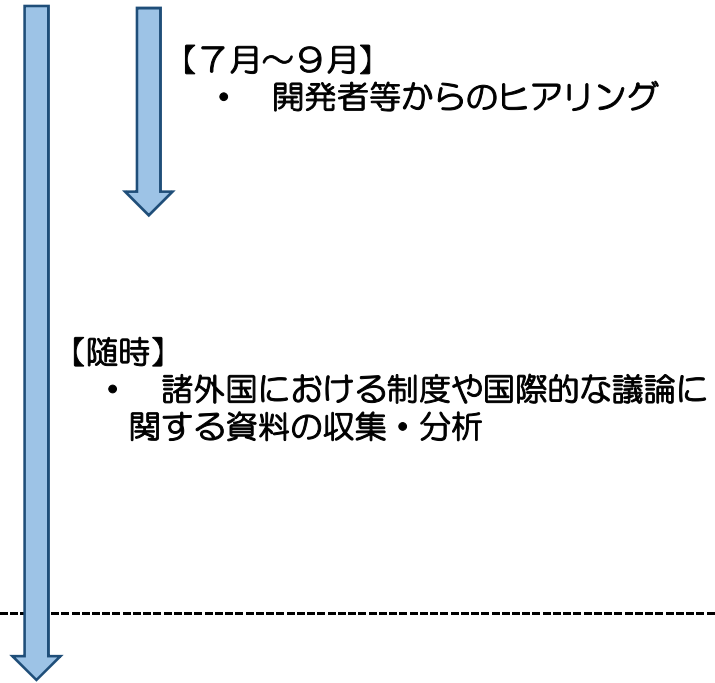 【７月～９月】
・　開発者等からのヒアリング
【随時】
・　諸外国における制度や国際的な議論に
関する資料の収集・分析